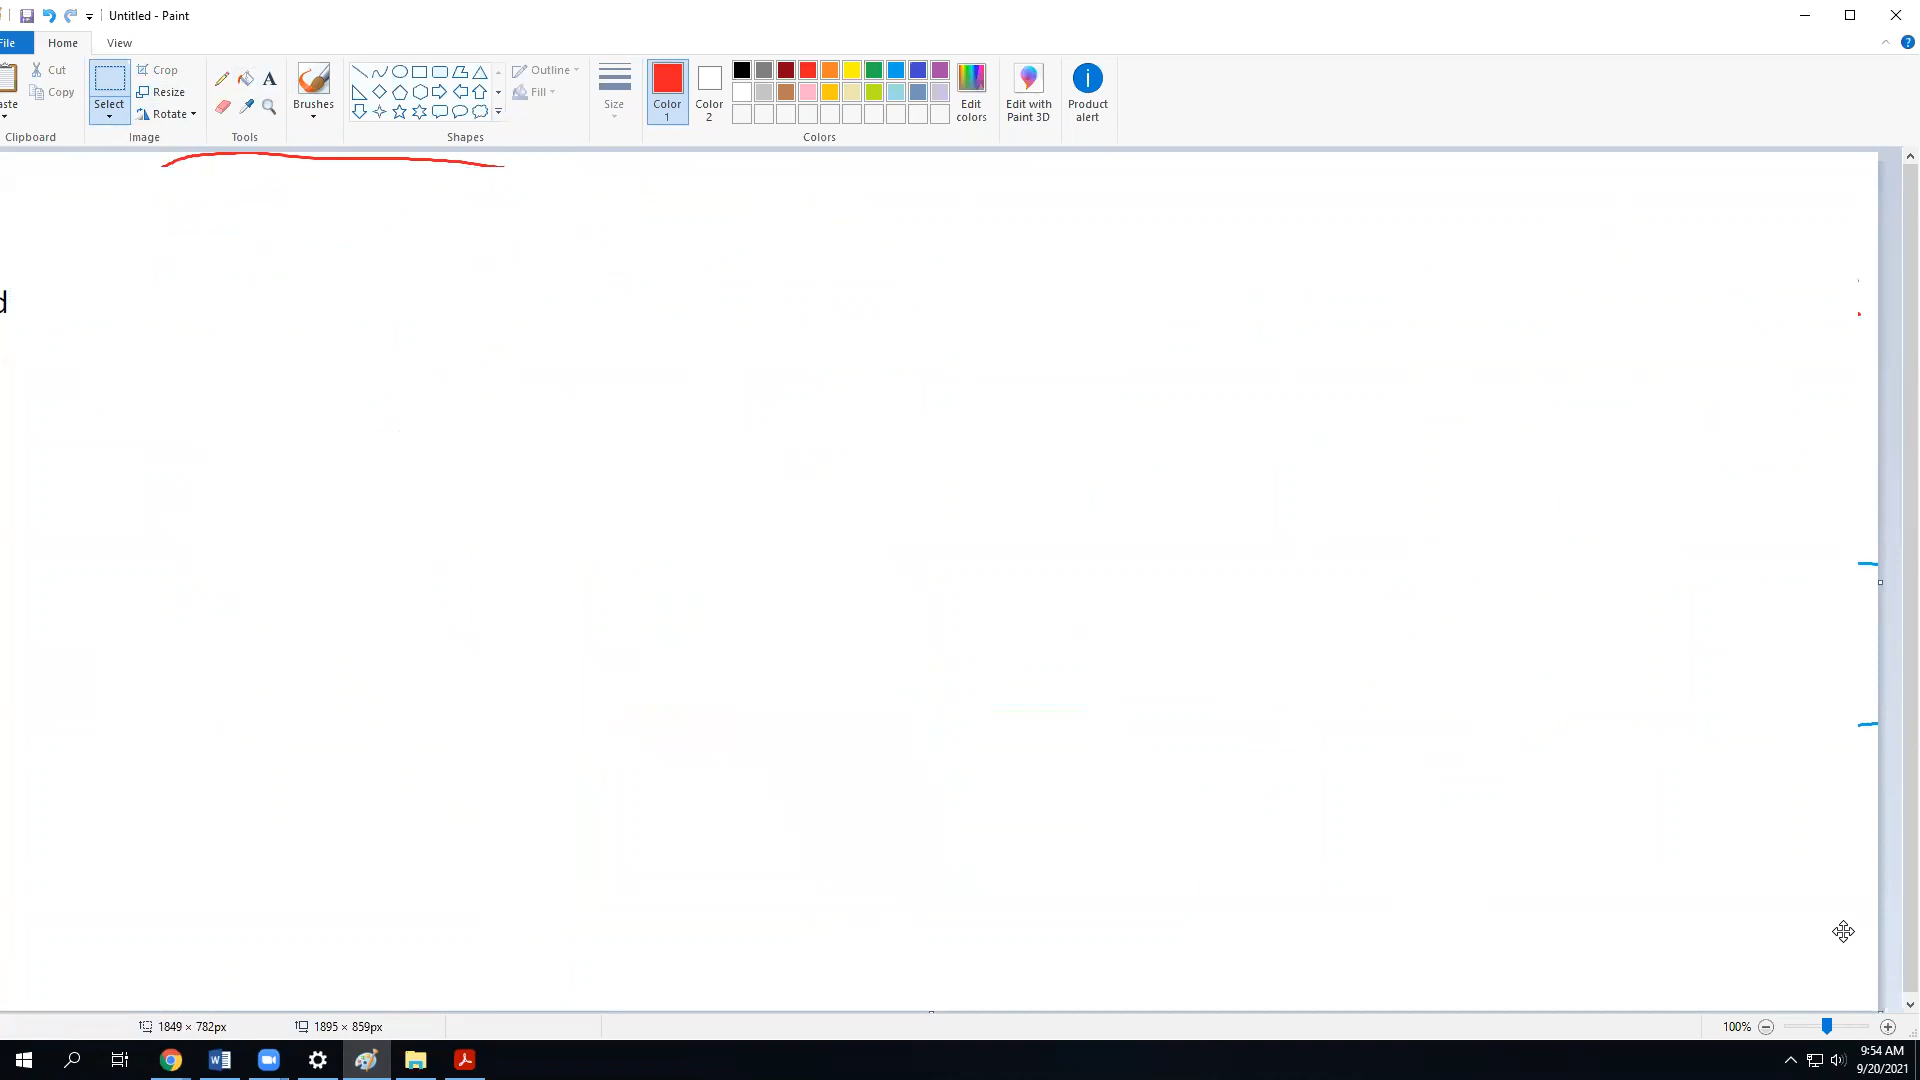 Untitled - Paint
File
Home
View
Cut
Copy
Clipboard
Select
Crop
Resize
Rotate
Image
A
Tools
Brushes
Outline
Fill
Shapes
Size
Color 1
Color 2
Edit colors
Colors
Edit with Paint 3D
Product alert
d
1849 × 782px
1895 × 859px
100%
9:54 AM
9/20/2021